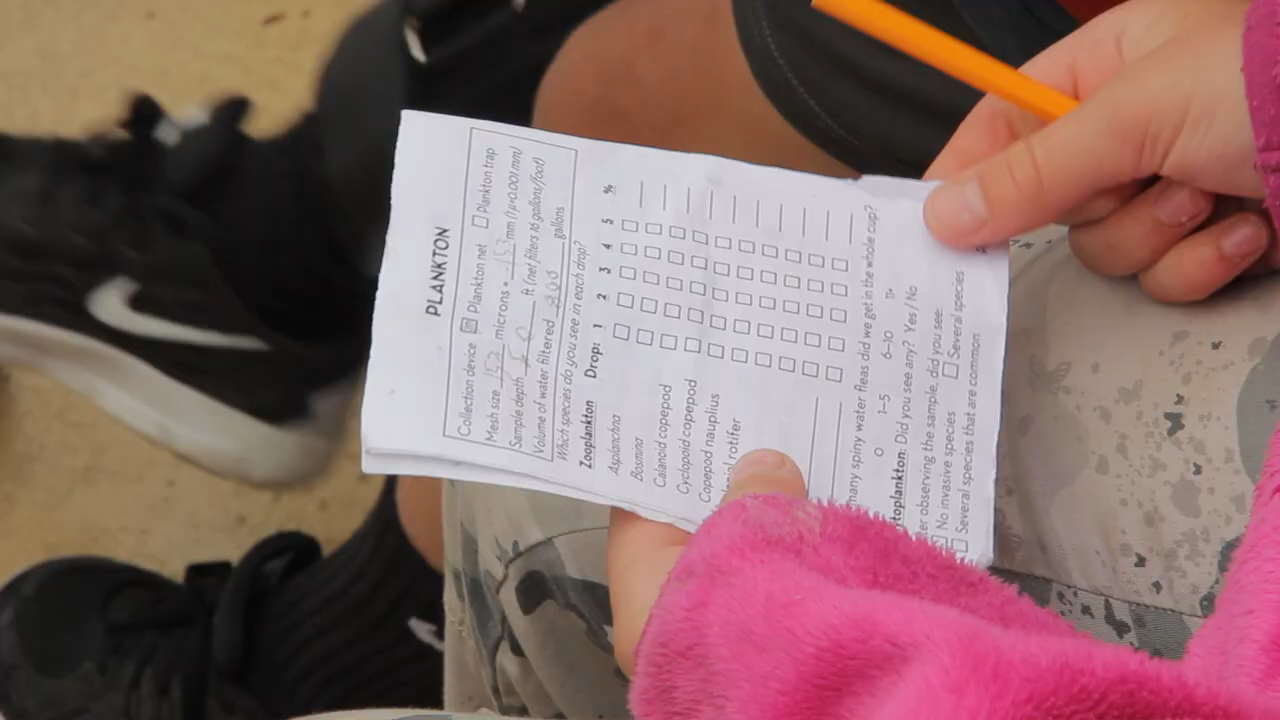 PLANKTON
Collection device Plankton net Plankton trap
Mesh size 153 microns = .153 mm (1 µ=0.001 mm)
Sample depth ft (net filters 16 gallons/foot)
Volume of water filtered 800 gallons
Which species do you see in each drop?
Zooplankton Drop: 1 2 3 4 5 %
Asplanchna
Bosmina
Calanoid copepod
Cyclopoid copepod
Copepod nauplius
rotifer
many spiny water fleas did we get in the whole cup?
0 1–5 6–10 11+
toplankton: Did you see any? Yes / No
er observing the sample, did you see:
No invasive species Several species
Several species that are common